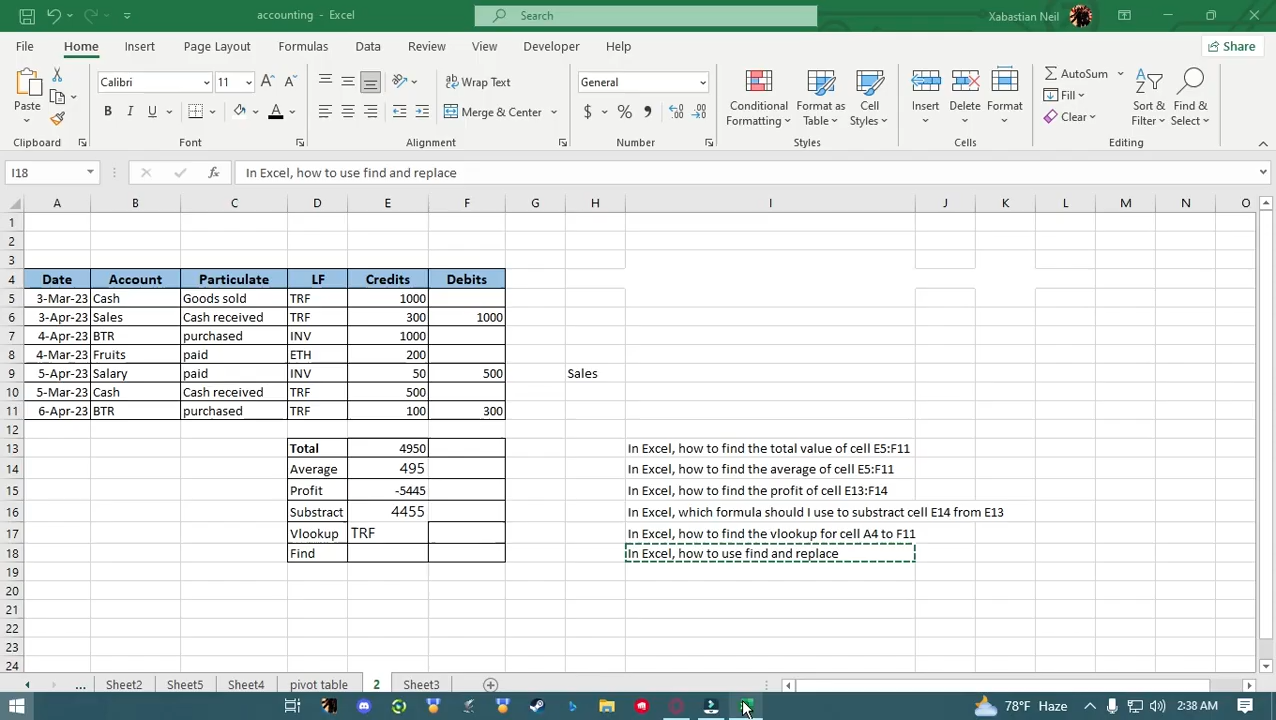 accounting - Excel
Search
Xabastian Neil
File Home Insert Page Layout Formulas Data Review View Developer Help
Share
Calibri 11
Wrap Text
General
AutoSum
Paste
B I U
Merge & Center
$ % ,
Conditional Formatting
Format as Table
Cell Styles
Insert Delete Format
Fill
Clear
Sort & Filter
Find & Select
Clipboard Font Alignment Number Styles Cells Editing
I18 fx In Excel, how to use find and replace
A B C D E F G H I J K L M N O
1
2
3
4 Date Account Particulate LF Credits Debits
5 3-Mar-23 Cash Goods sold TRF 1000
6 3-Apr-23 Sales Cash received TRF 300 1000
7 4-Apr-23 BTR purchased INV 1000
8 4-Mar-23 Fruits paid ETH 200
9 5-Apr-23 Salary paid INV 50 500 Sales
10 5-Mar-23 Cash Cash received TRF 500
11 6-Apr-23 BTR purchased TRF 100 300
12
13 Total 4950 In Excel, how to find the total value of cell E5:F11
14 Average 495 In Excel, how to find the average of cell E5:F11
15 Profit -5445 In Excel, how to find the profit of cell E13:F14
16 Substract 4455 In Excel, which formula should I use to substract cell E14 from E13
17 Vlookup TRF In Excel, how to find the vlookup for cell A4 to F11
18 Find In Excel, how to use find and replace
19
20
21
22
23
24
... Sheet2 Sheet5 Sheet4 pivot table 2 Sheet3
78°F Haze 2:38 AM